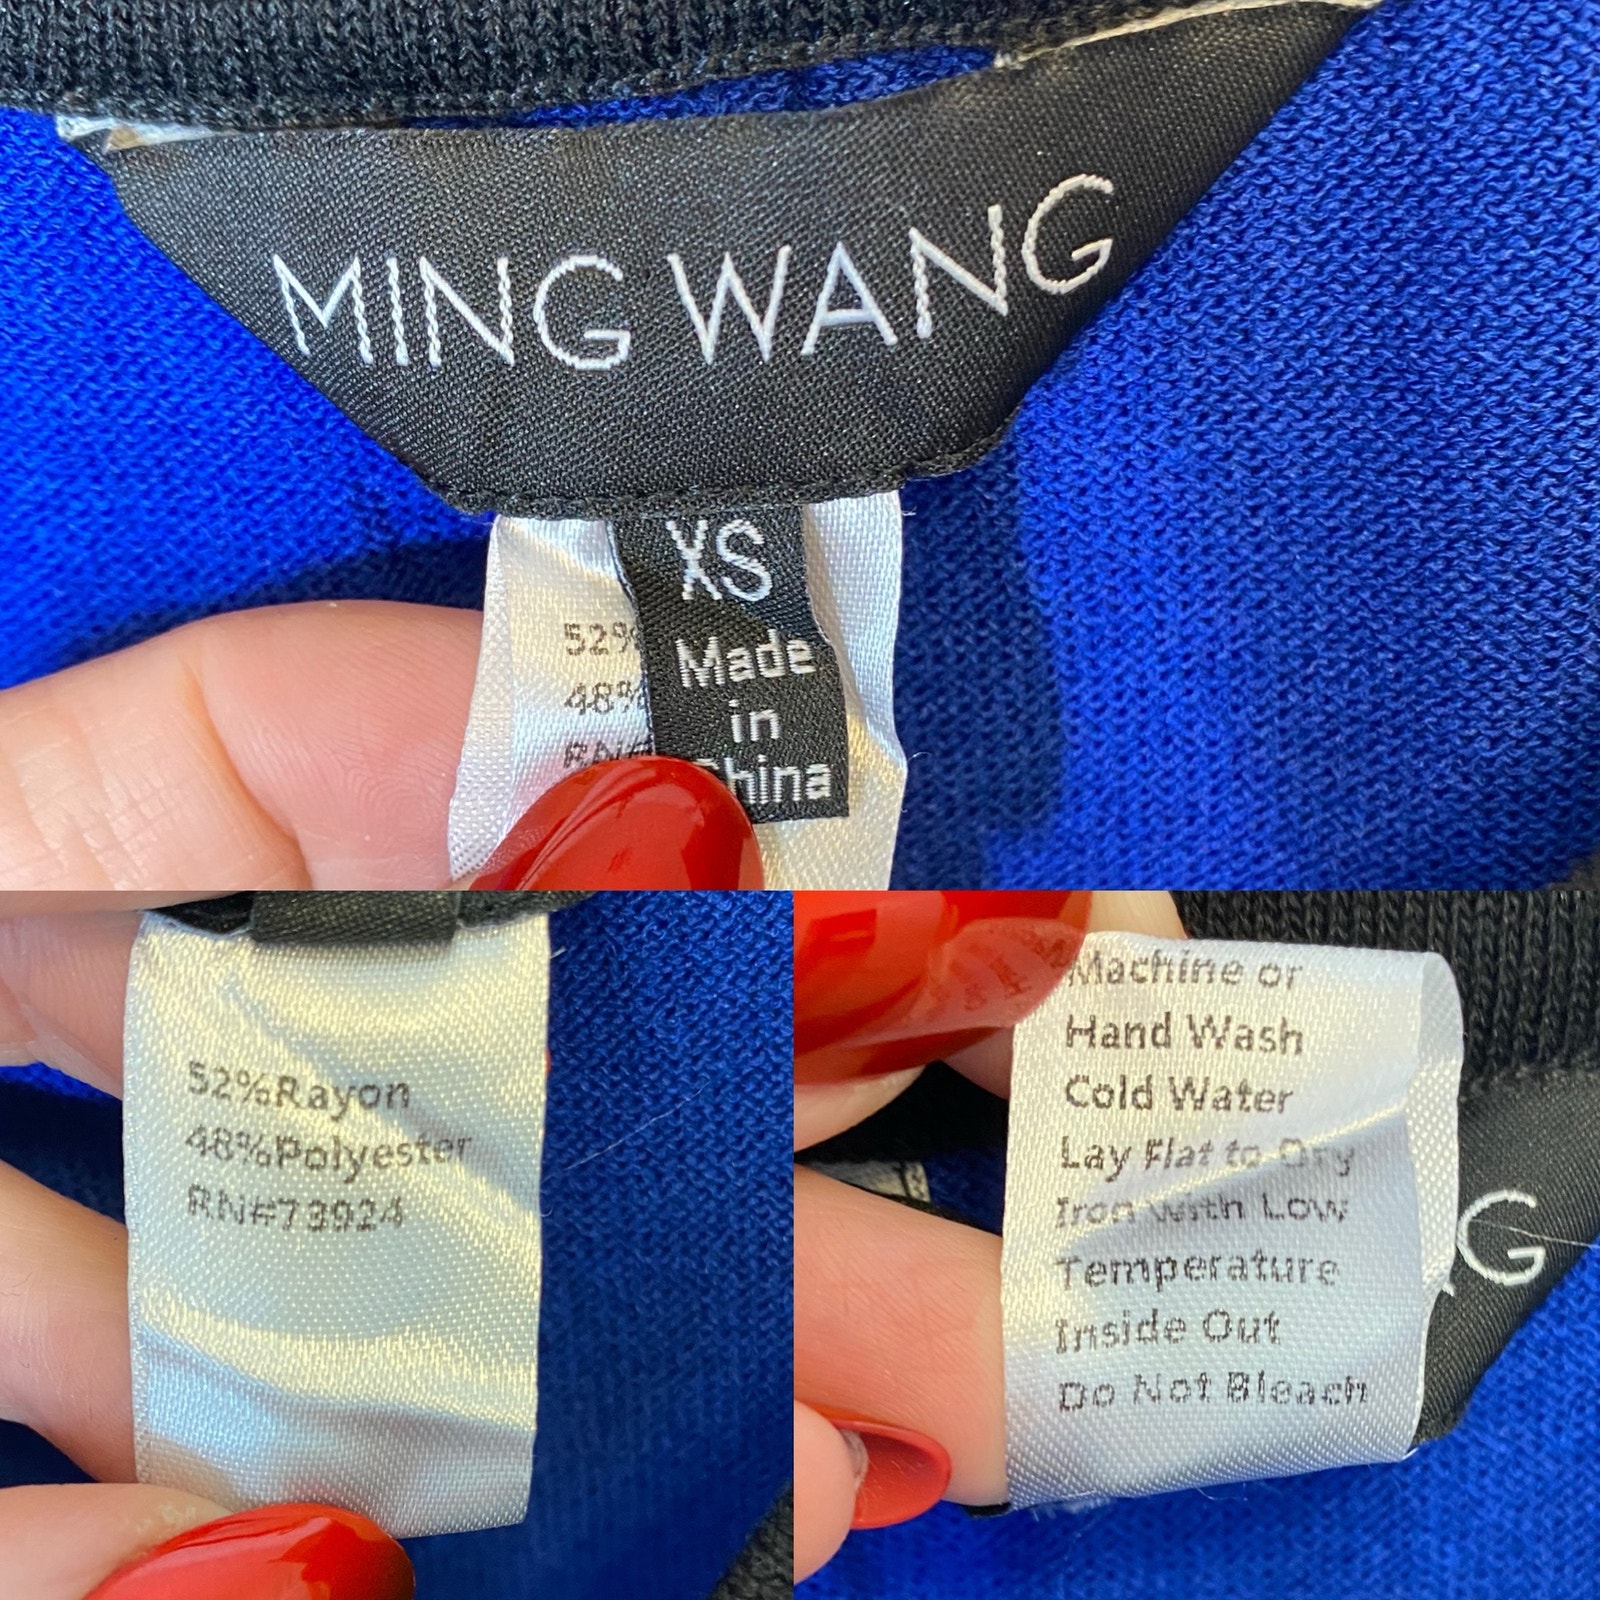 MING WANG
XS
52%
Made
48%
in
RN#
China
52%Rayon
48%Polyester
RN#73924
Machine or
Hand Wash
Cold Water
Lay Flat to Dry
Iron with Low
Temperature
Inside Out
Do Not Bleach
G